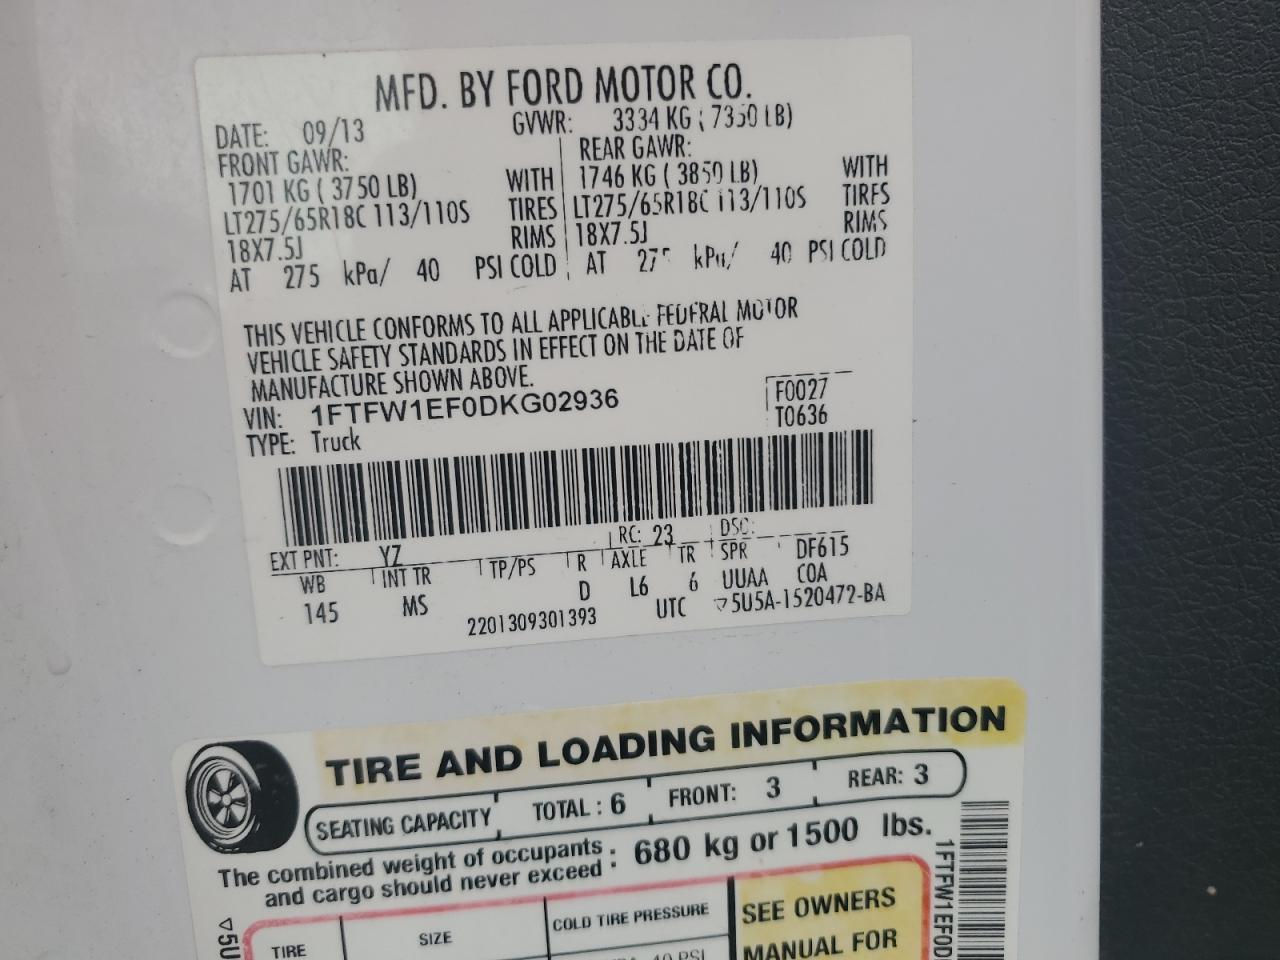 MFD. BY FORD MOTOR CO.
DATE: 09/13 GVWR: 3334 KG ( 7350 LB)
FRONT GAWR: REAR GAWR:
1701 KG ( 3750 LB) WITH 1746 KG ( 3850 LB) WITH
LT275/65R18C 113/110S TIRES LT275/65R18C 113/110S TIRES
18X7.5J RIMS 18X7.5J RIMS
AT 275 kPa/ 40 PSI COLD AT 275 kPa/ 40 PSI COLD
THIS VEHICLE CONFORMS TO ALL APPLICABLE FEDERAL MOTOR
VEHICLE SAFETY STANDARDS IN EFFECT ON THE DATE OF
MANUFACTURE SHOWN ABOVE.
VIN: 1FTFW1EF0DKG02936 F0027
TYPE: Truck T0636
EXT PNT: YZ RC: 23 DSO:
WB INT TR TP/PS R AXLE TR SPR DF615
145 MS D L6 6 UUAA COA
2201309301393 UTC ▽5U5A-1520472-BA
TIRE AND LOADING INFORMATION
SEATING CAPACITY TOTAL : 6 FRONT: 3 REAR: 3
The combined weight of occupants : 680 kg or 1500 lbs.
and cargo should never exceed
TIRE SIZE COLD TIRE PRESSURE SEE OWNERS
40 PSI MANUAL FOR
1FTFW1EF0D
▽5U